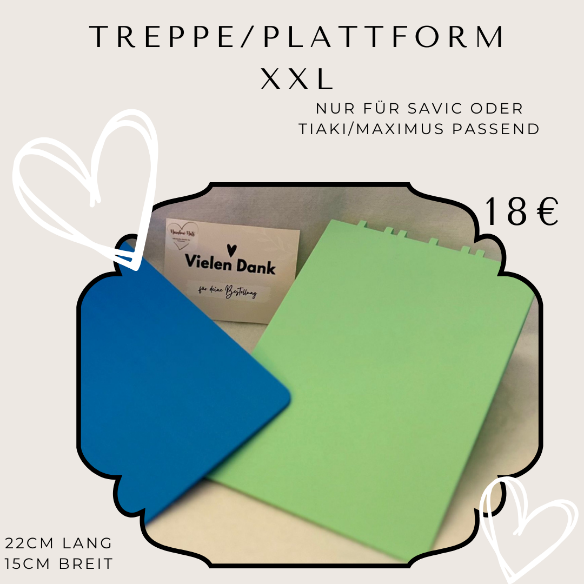 TREPPE/PLATTFORM
XXL
NUR FÜR SAVIC ODER
TIAKI/MAXIMUS PASSEND
18€
Vielen Dank
für deine Bestellung
22CM LANG
15CM BREIT